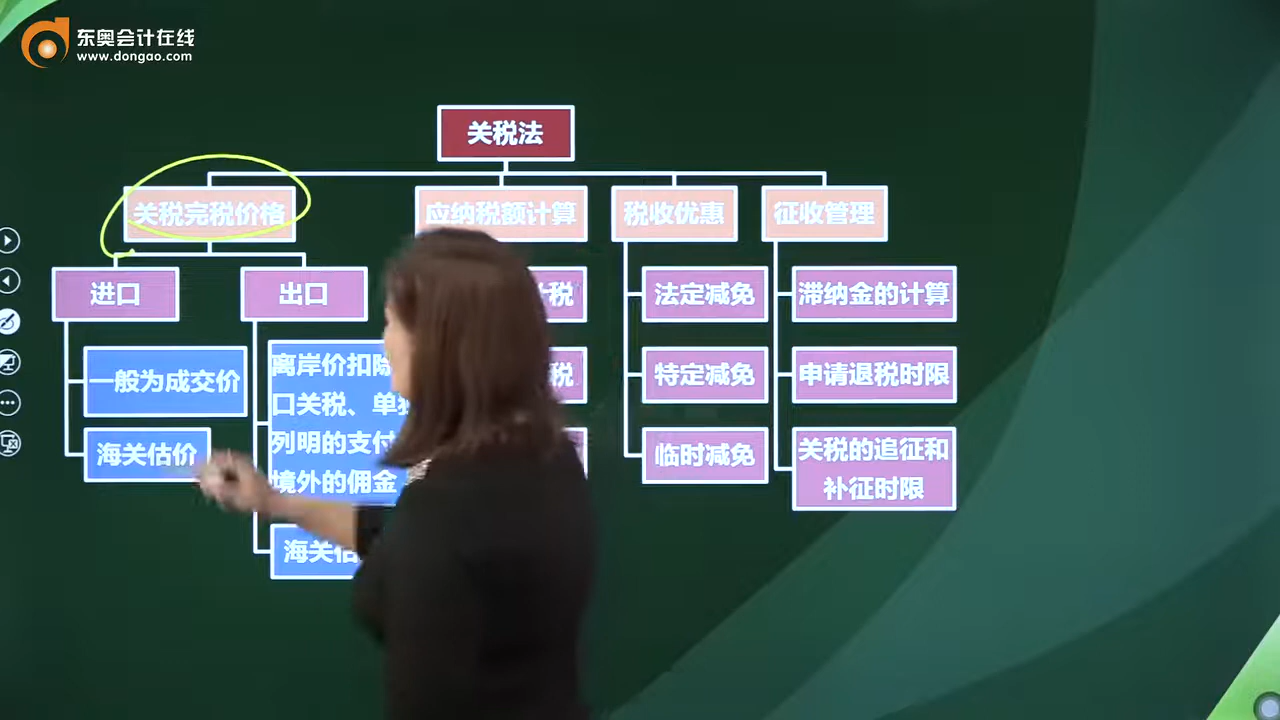 东奥会计在线
www.dongao.com
关税法
关税完税价格
应纳税额计算
税收优惠
征收管理
进口
出口
计税
法定减免
滞纳金的计算
一般为成交价
离岸价扣除
口关税、单独
列明的支付
境外的佣金
税
特定减免
申请退税时限
海关估价
临时减免
关税的追征和
补征时限
海关估